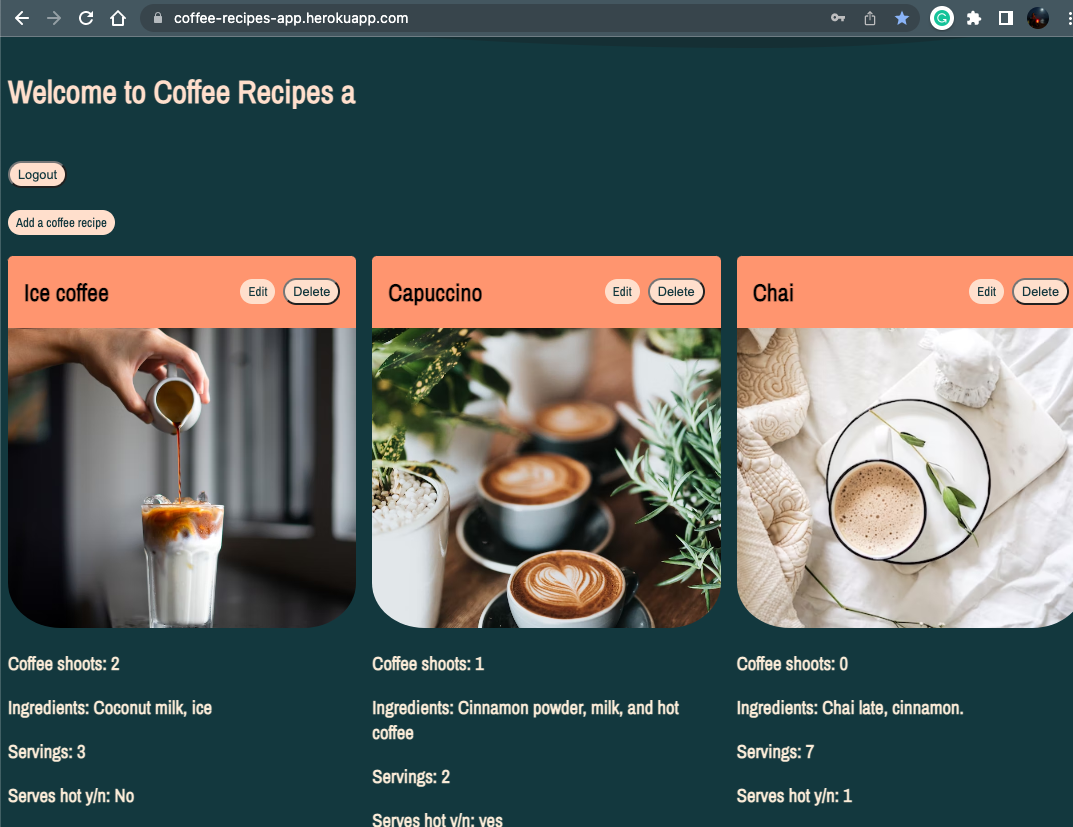 coffee-recipes-app.herokuapp.com
Welcome to Coffee Recipes a
Logout
Add a coffee recipe
Ice coffee
Edit
Delete
Capuccino
Edit
Delete
Chai
Edit
Delete
Coffee shoots: 2
Ingredients: Coconut milk, ice
Servings: 3
Serves hot y/n: No
Coffee shoots: 1
Ingredients: Cinnamon powder, milk, and hot
coffee
Servings: 2
Serves hot y/n: yes
Coffee shoots: 0
Ingredients: Chai late, cinnamon.
Servings: 7
Serves hot y/n: 1